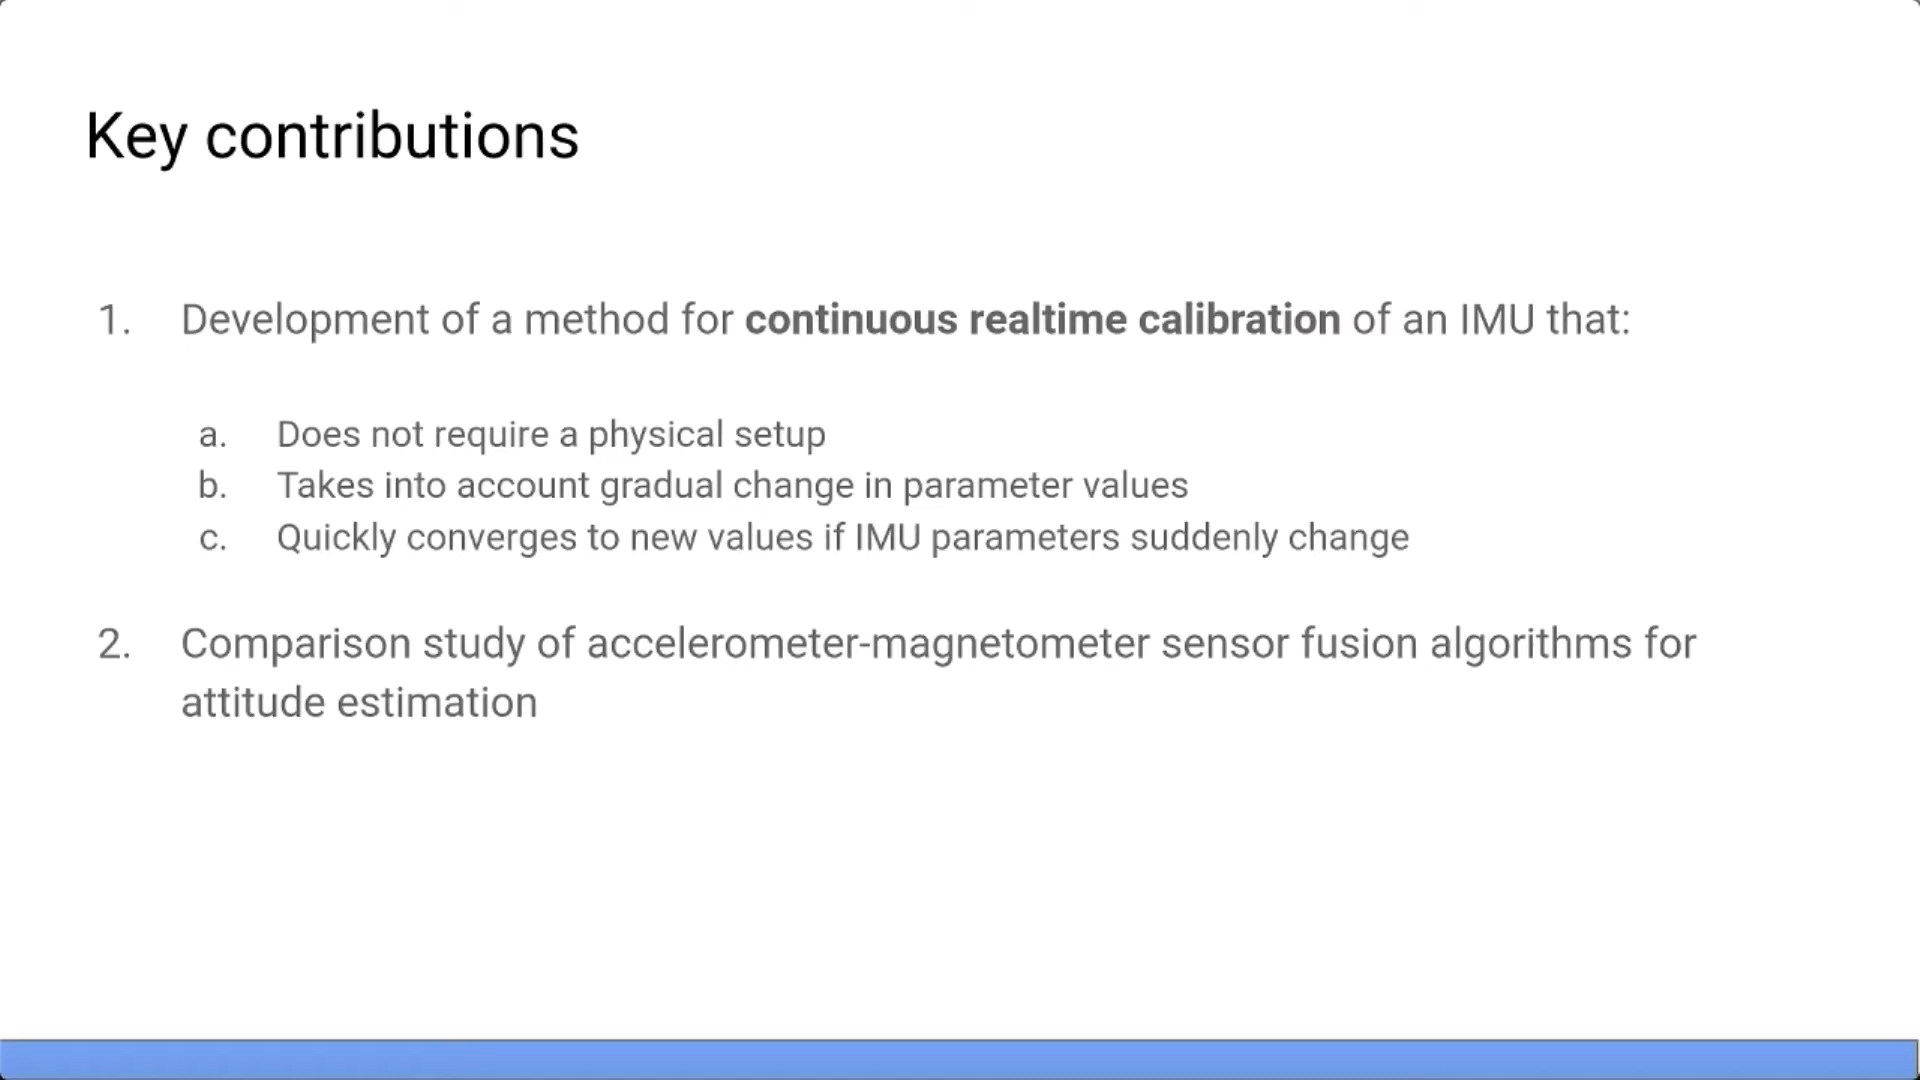 Key contributions
1. Development of a method for continuous realtime calibration of an IMU that:
a. Does not require a physical setup
b. Takes into account gradual change in parameter values
c. Quickly converges to new values if IMU parameters suddenly change
2. Comparison study of accelerometer-magnetometer sensor fusion algorithms for
attitude estimation